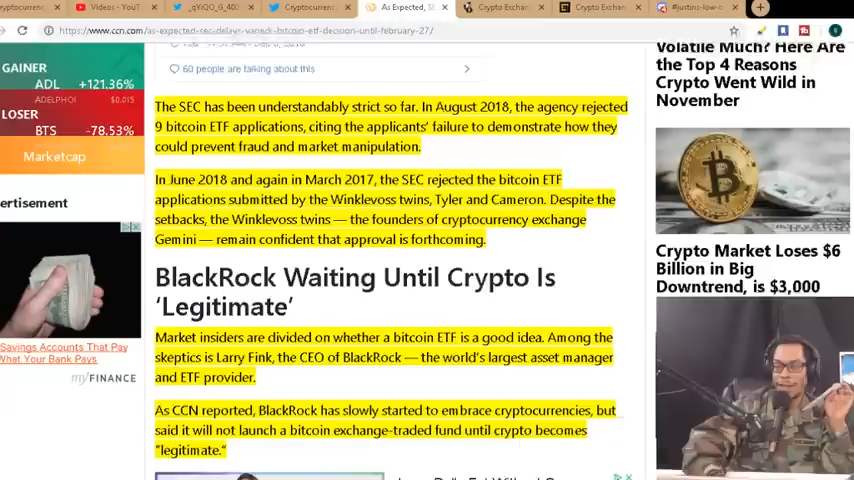 Videos - YouT
_qYiQO_G_400
Cryptocurrenc
As Expected, S
Crypto Exchan
Crypto Exchan
#justins-low-
https://www.ccn.com/as-expected-sec-delays-vaneck-bitcoin-etf-decision-until-february-27/
GAINER
ADL +121.36%
ADELPHOI $0.015
LOSER
BTS -78.53%
Marketcap
ertisement
Savings Accounts That Pay
What Your Bank Pays
myFINANCE
60 people are talking about this
The SEC has been understandably strict so far. In August 2018, the agency rejected
9 bitcoin ETF applications, citing the applicants' failure to demonstrate how they
could prevent fraud and market manipulation.
In June 2018 and again in March 2017, the SEC rejected the bitcoin ETF
applications submitted by the Winklevoss twins, Tyler and Cameron. Despite the
setbacks, the Winklevoss twins — the founders of cryptocurrency exchange
Gemini — remain confident that approval is forthcoming.
BlackRock Waiting Until Crypto Is
'Legitimate'
Market insiders are divided on whether a bitcoin ETF is a good idea. Among the
skeptics is Larry Fink, the CEO of BlackRock — the world's largest asset manager
and ETF provider.
As CCN reported, BlackRock has slowly started to embrace cryptocurrencies, but
said it will not launch a bitcoin exchange-traded fund until crypto becomes
"legitimate."
Volatile Much? Here Are
the Top 4 Reasons
Crypto Went Wild in
November
Crypto Market Loses $6
Billion in Big
Downtrend, is $3,000